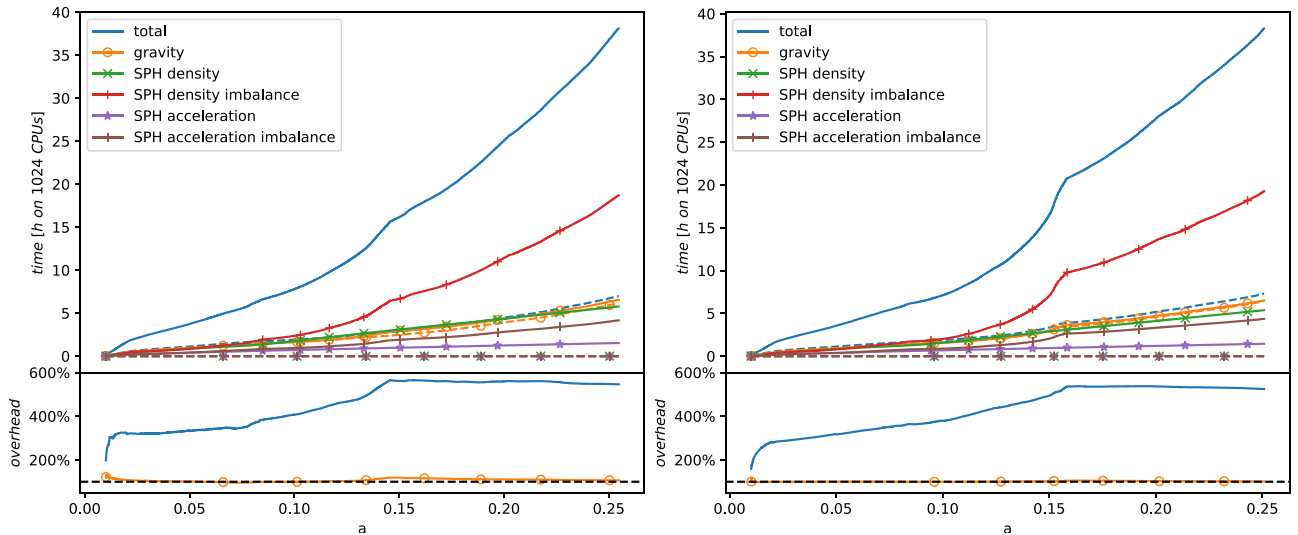 40
35
30
25
20
15
10
5
0
time [h on 1024 CPUs]
total
gravity
SPH density
SPH density imbalance
SPH acceleration
SPH acceleration imbalance
600%
400%
200%
overhead
0.00 0.05 0.10 0.15 0.20 0.25
a
40
35
30
25
20
15
10
5
0
time [h on 1024 CPUs]
total
gravity
SPH density
SPH density imbalance
SPH acceleration
SPH acceleration imbalance
600%
400%
200%
overhead
0.00 0.05 0.10 0.15 0.20 0.25
a